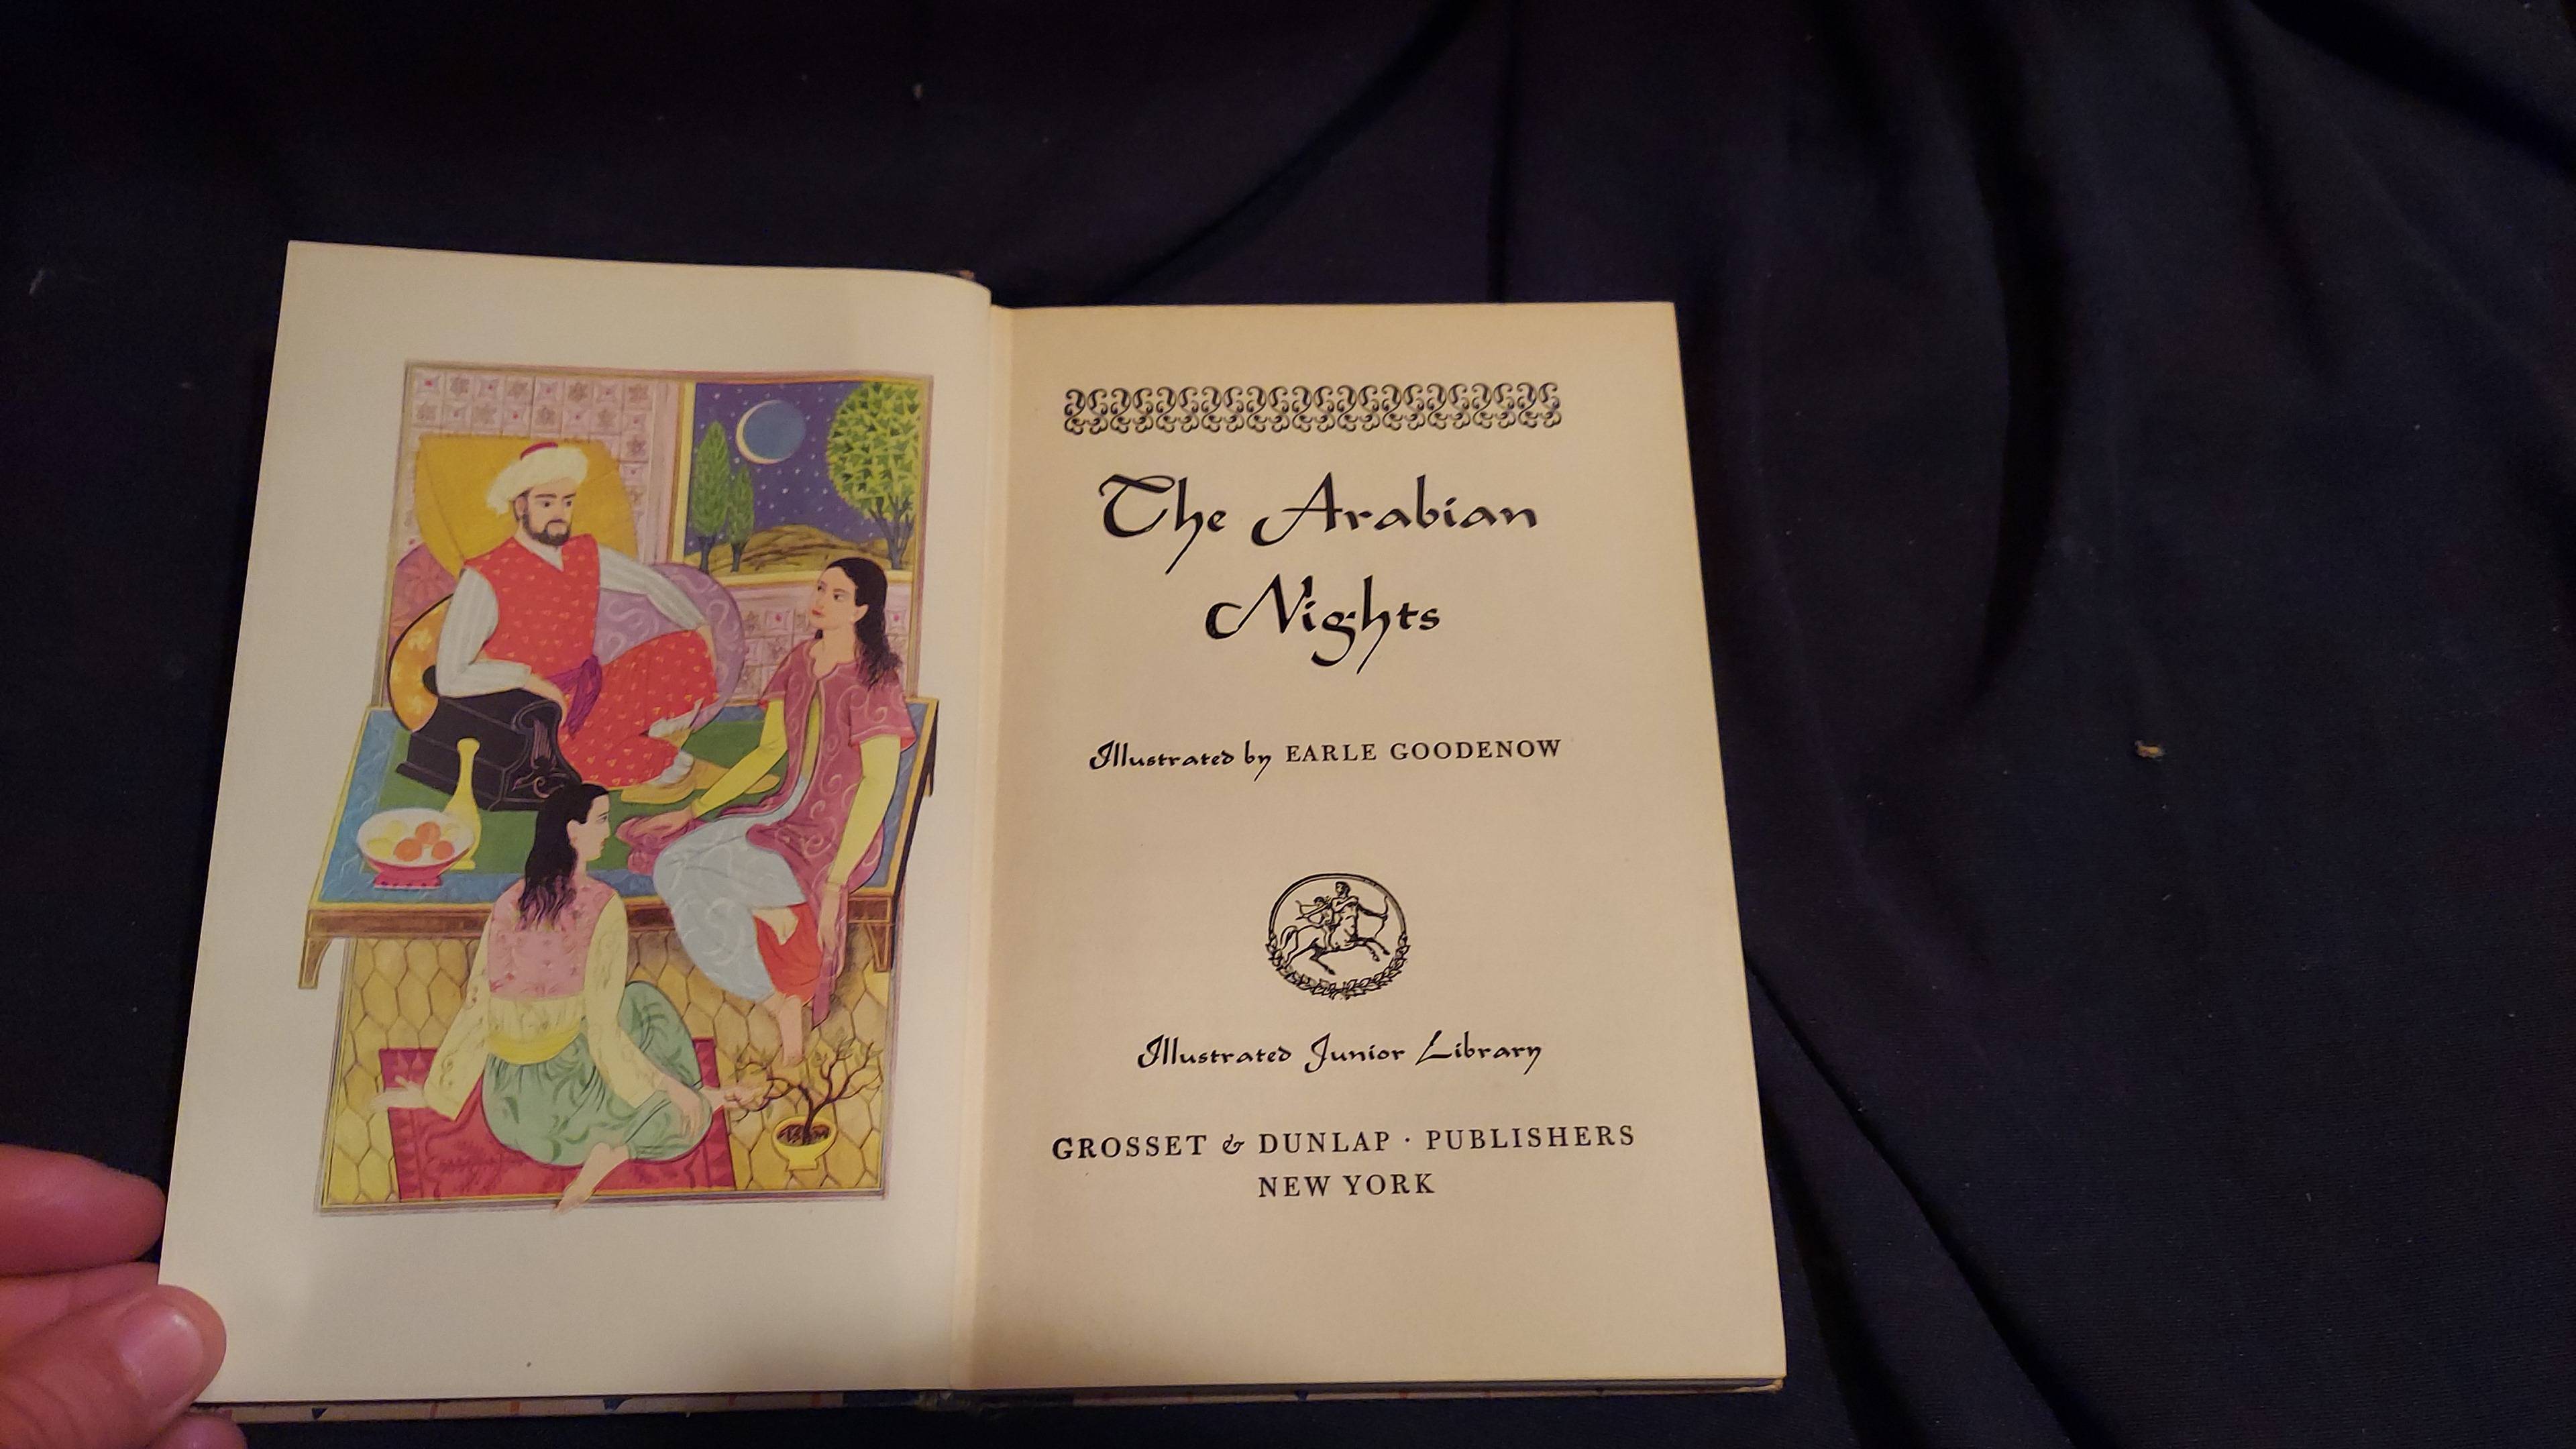 The Arabian
Nights
Illustrated by EARLE GOODENOW
Illustrated Junior Library
GROSSET & DUNLAP · PUBLISHERS
NEW YORK